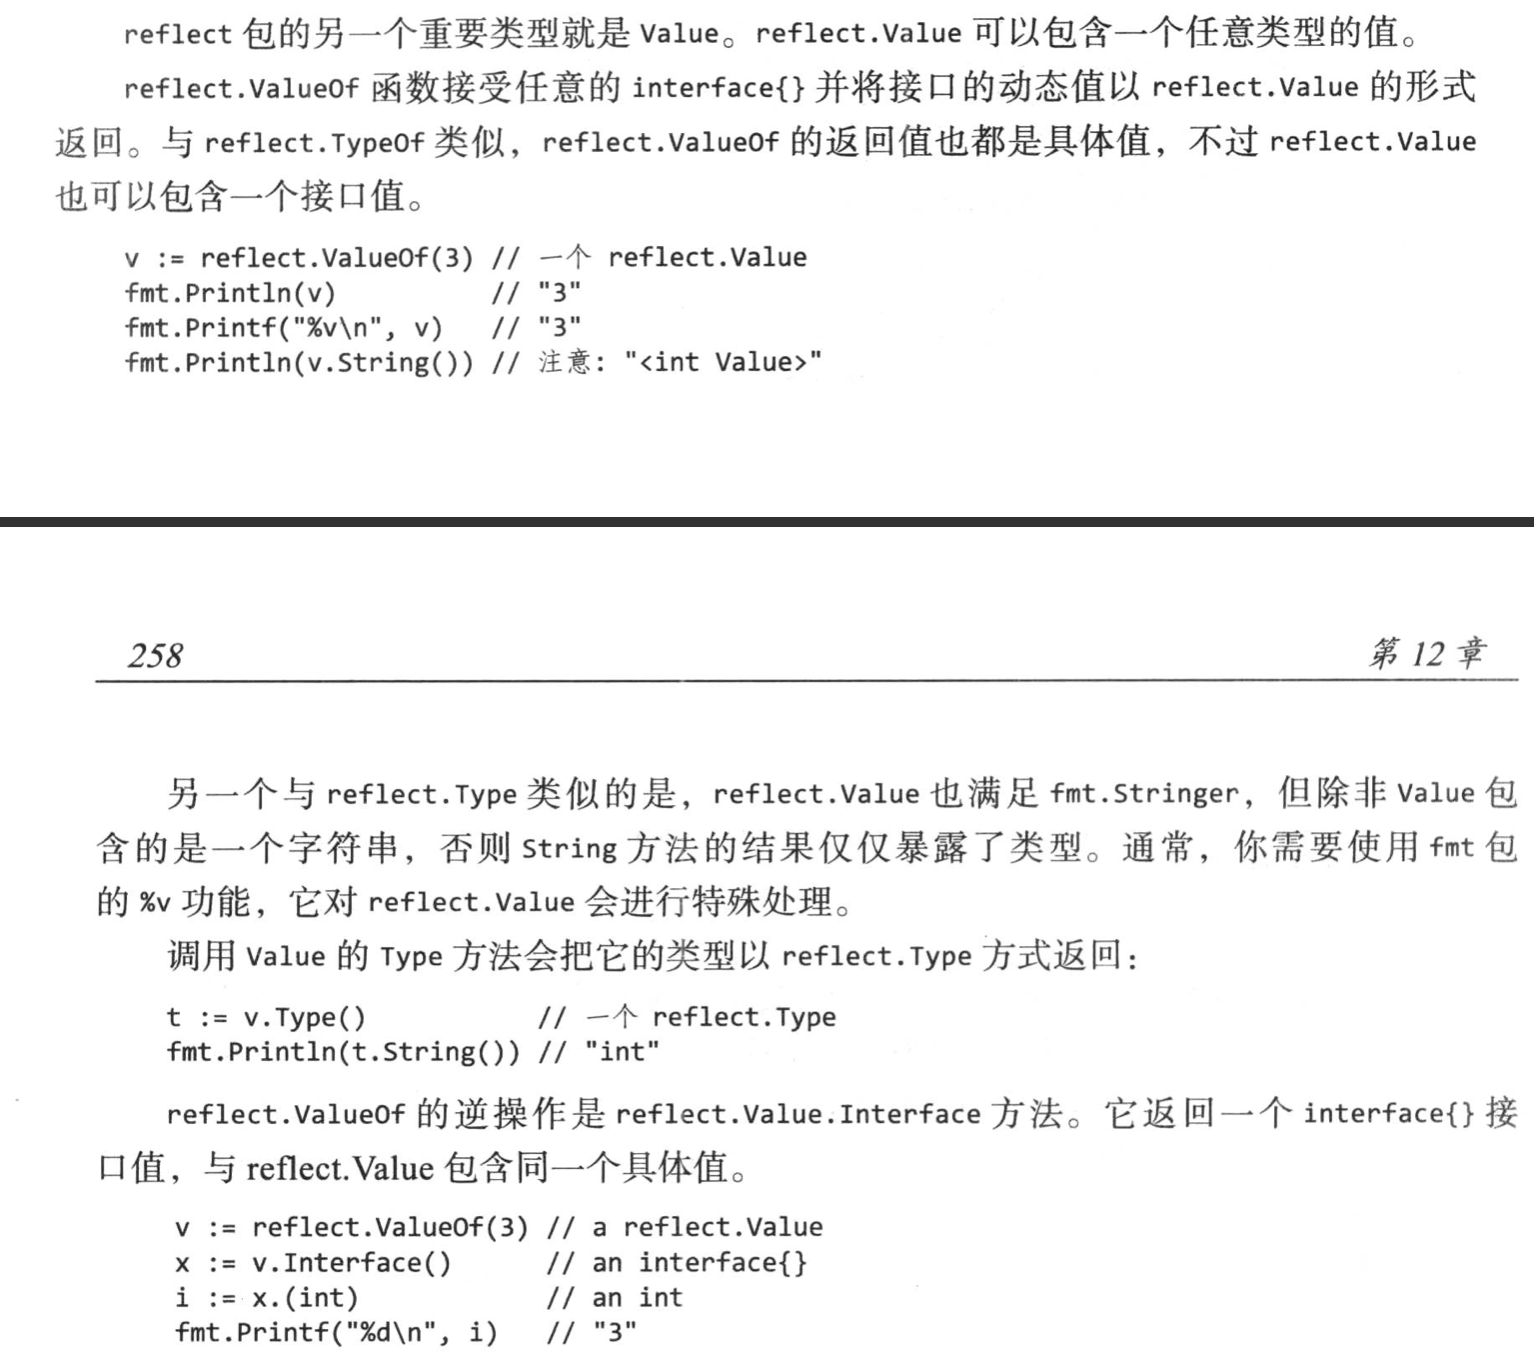 reflect 包的另一个重要类型就是 Value。reflect.Value 可以包含一个任意类型的值。
reflect.ValueOf 函数接受任意的 interface{} 并将接口的动态值以 reflect.Value 的形式
返回。与 reflect.TypeOf 类似，reflect.ValueOf 的返回值也都是具体值，不过 reflect.Value
也可以包含一个接口值。
v := reflect.ValueOf(3) // 一个 reflect.Value
fmt.Println(v) // "3"
fmt.Printf("%v\n", v) // "3"
fmt.Println(v.String()) // 注意: "<int Value>"
258 第 12 章
另一个与 reflect.Type 类似的是，reflect.Value 也满足 fmt.Stringer，但除非 Value 包
含的是一个字符串，否则 String 方法的结果仅仅暴露了类型。通常，你需要使用 fmt 包
的 %v 功能，它对 reflect.Value 会进行特殊处理。
调用 Value 的 Type 方法会把它的类型以 reflect.Type 方式返回：
t := v.Type() // 一个 reflect.Type
fmt.Println(t.String()) // "int"
reflect.ValueOf 的逆操作是 reflect.Value.Interface 方法。它返回一个 interface{} 接
口值，与 reflect.Value 包含同一个具体值。
v := reflect.ValueOf(3) // a reflect.Value
x := v.Interface() // an interface{}
i := x.(int) // an int
fmt.Printf("%d\n", i) // "3"